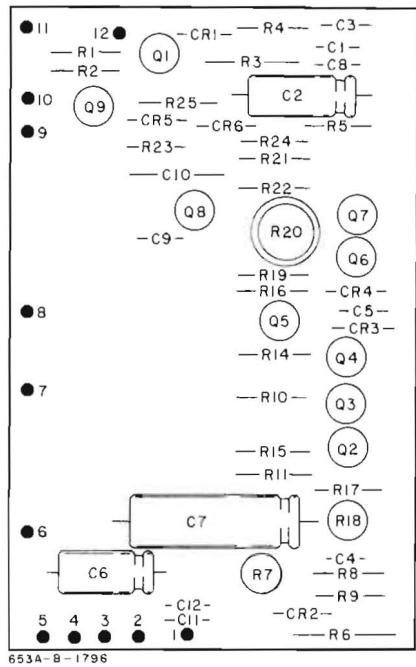 11
12
CR1
R4
C3
R1
Q1
C1
R2
R3
C8
10
Q9
R25
C2
9
CR5
CR6
R5
R23
R24
R21
C10
R22
Q8
Q7
C9
R20
Q6
R19
R16
CR4
8
Q5
C5
CR3
R14
Q4
7
R10
Q3
R15
Q2
R11
R17
C7
R18
6
C6
R7
C4
R8
R9
C12
C11
CR2
5
4
3
2
1
R6
653A-B-1796